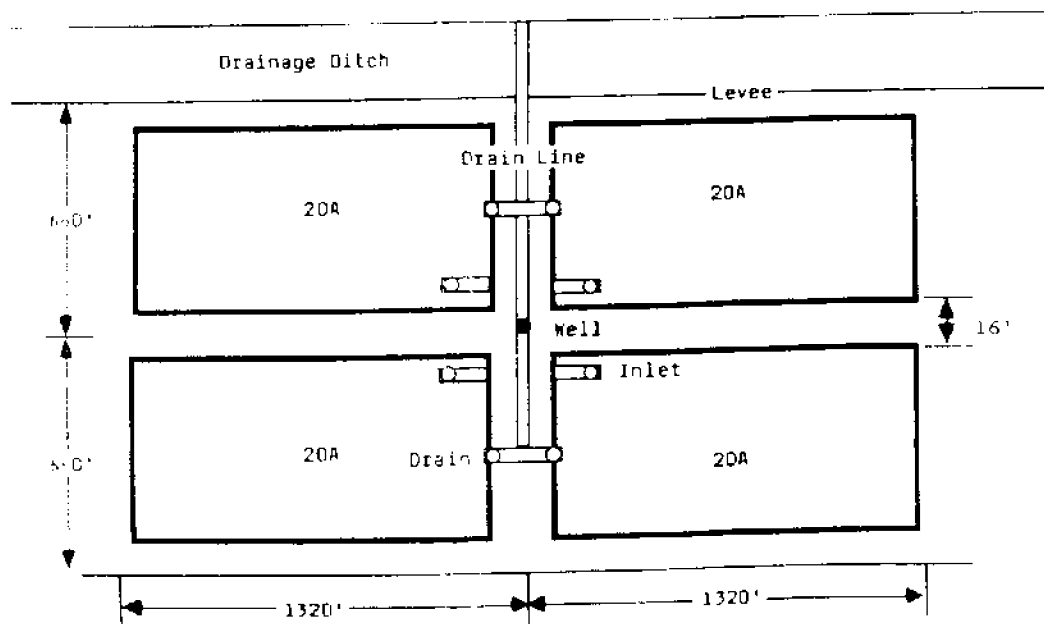 Drainage Ditch
Levee
Drain Line
20A
20A
Well
16'
Inlet
20A
Drain
20A
1320'
1320'